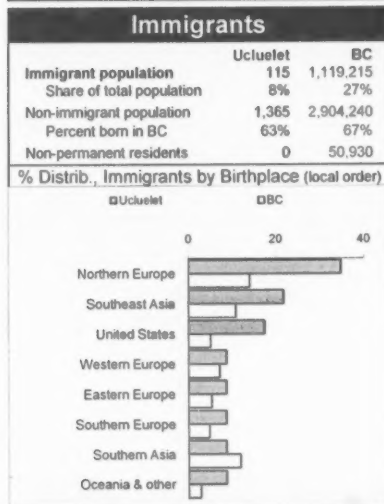 Immigrants
Ucluelet BC
Immigrant population 115 1,119,215
Share of total population 8% 27%
Non-immigrant population 1,365 2,904,240
Percent born in BC 63% 67%
Non-permanent residents 0 50,930
% Distrib., Immigrants by Birthplace (local order)
Ucluelet BC
0 20 40
Northern Europe
Southeast Asia
United States
Western Europe
Eastern Europe
Southern Europe
Southern Asia
Oceania & other